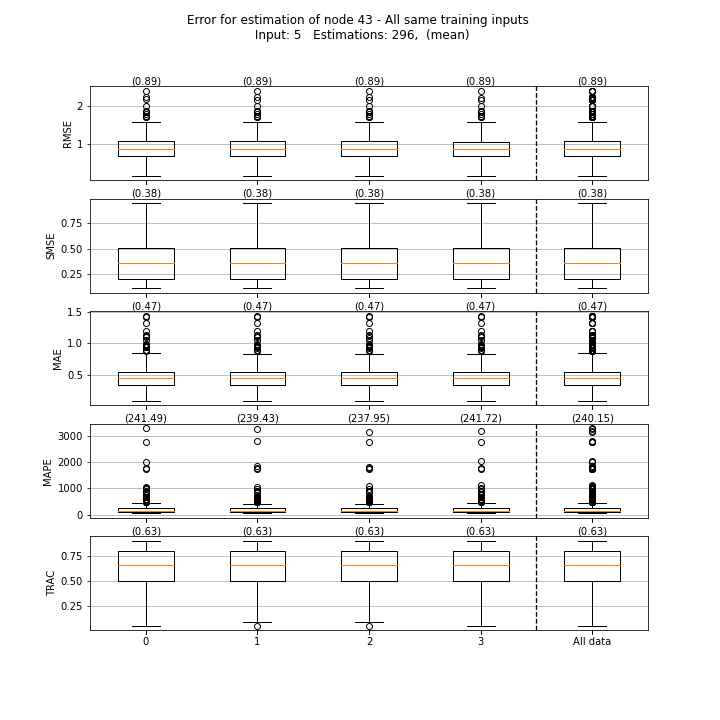 Error for estimation of node 43 - All same training inputs
Input: 5   Estimations: 296,  (mean)
(0.89) (0.89) (0.89) (0.89) (0.89)
2
RMSE
1
(0.38) (0.38) (0.38) (0.38) (0.38)
0.75
SMSE
0.50
0.25
(0.47) (0.47) (0.47) (0.47) (0.47)
1.5
1.0
MAE
0.5
(241.49) (239.43) (237.95) (241.72) (240.15)
3000
2000
MAPE
1000
0
(0.63) (0.63) (0.63) (0.63) (0.63)
0.75
TRAC
0.50
0.25
0 1 2 3 All data